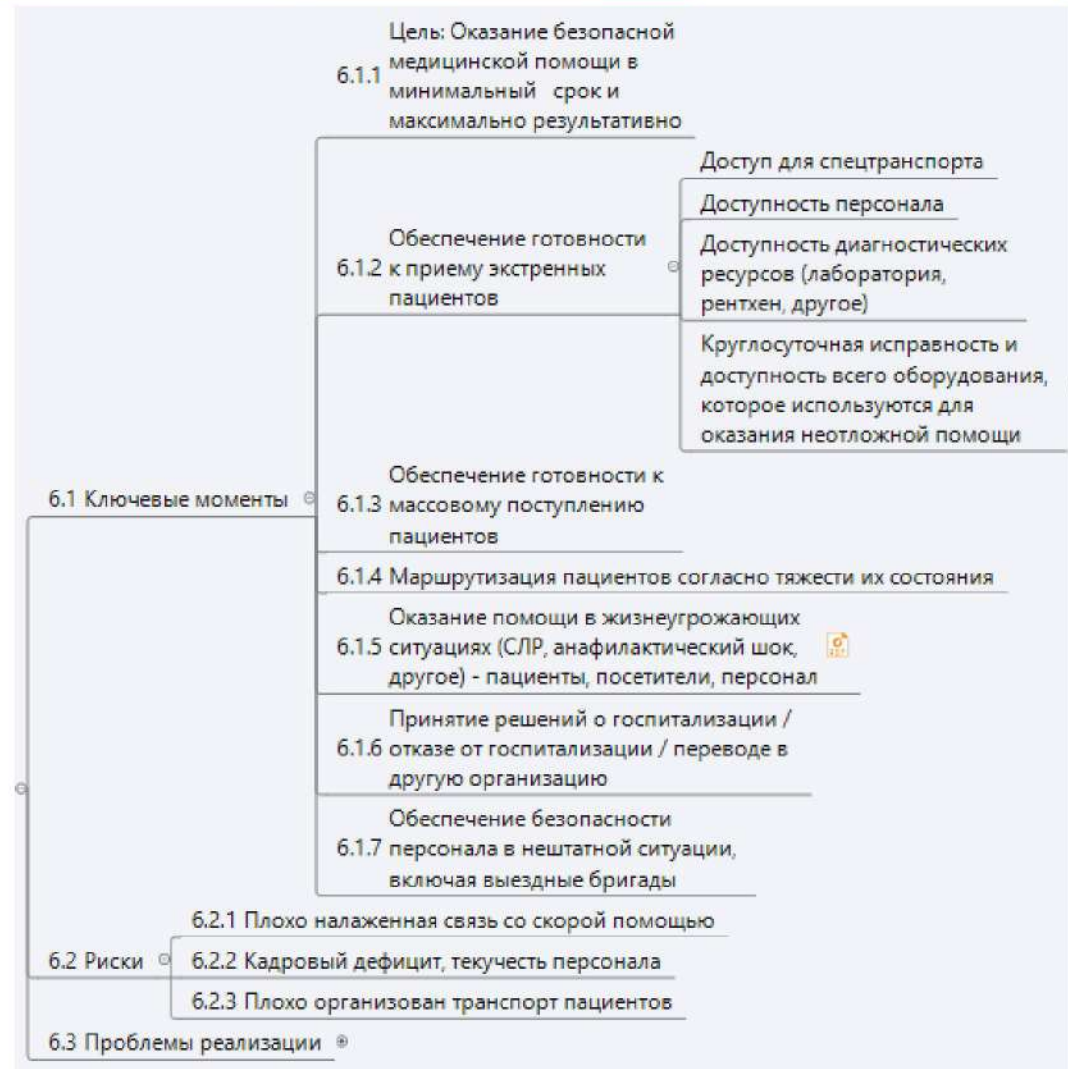 Цель: Оказание безопасной
6.1.1 медицинской помощи в
минимальный срок и
максимально результативно
Доступ для спецтранспорта
Доступность персонала
Обеспечение готовности
6.1.2 к приему экстренных
пациентов
Доступность диагностических
ресурсов (лаборатория,
рентхен, другое)
Круглосуточная исправность и
доступность всего оборудования,
которое используются для
оказания неотложной помощи
6.1 Ключевые моменты
Обеспечение готовности к
6.1.3 массовому поступлению
пациентов
6.1.4 Маршрутизация пациентов согласно тяжести их состояния
Оказание помощи в жизнеугрожающих
6.1.5 ситуациях (СЛР, анафилактический шок,
другое) - пациенты, посетители, персонал
Принятие решений о госпитализации /
6.1.6 отказе от госпитализации / переводе в
другую организацию
Обеспечение безопасности
6.1.7 персонала в нештатной ситуации,
включая выездные бригады
6.2 Риски
6.2.1 Плохо налаженная связь со скорой помощью
6.2.2 Кадровый дефицит, текучесть персонала
6.2.3 Плохо организован транспорт пациентов
6.3 Проблемы реализации